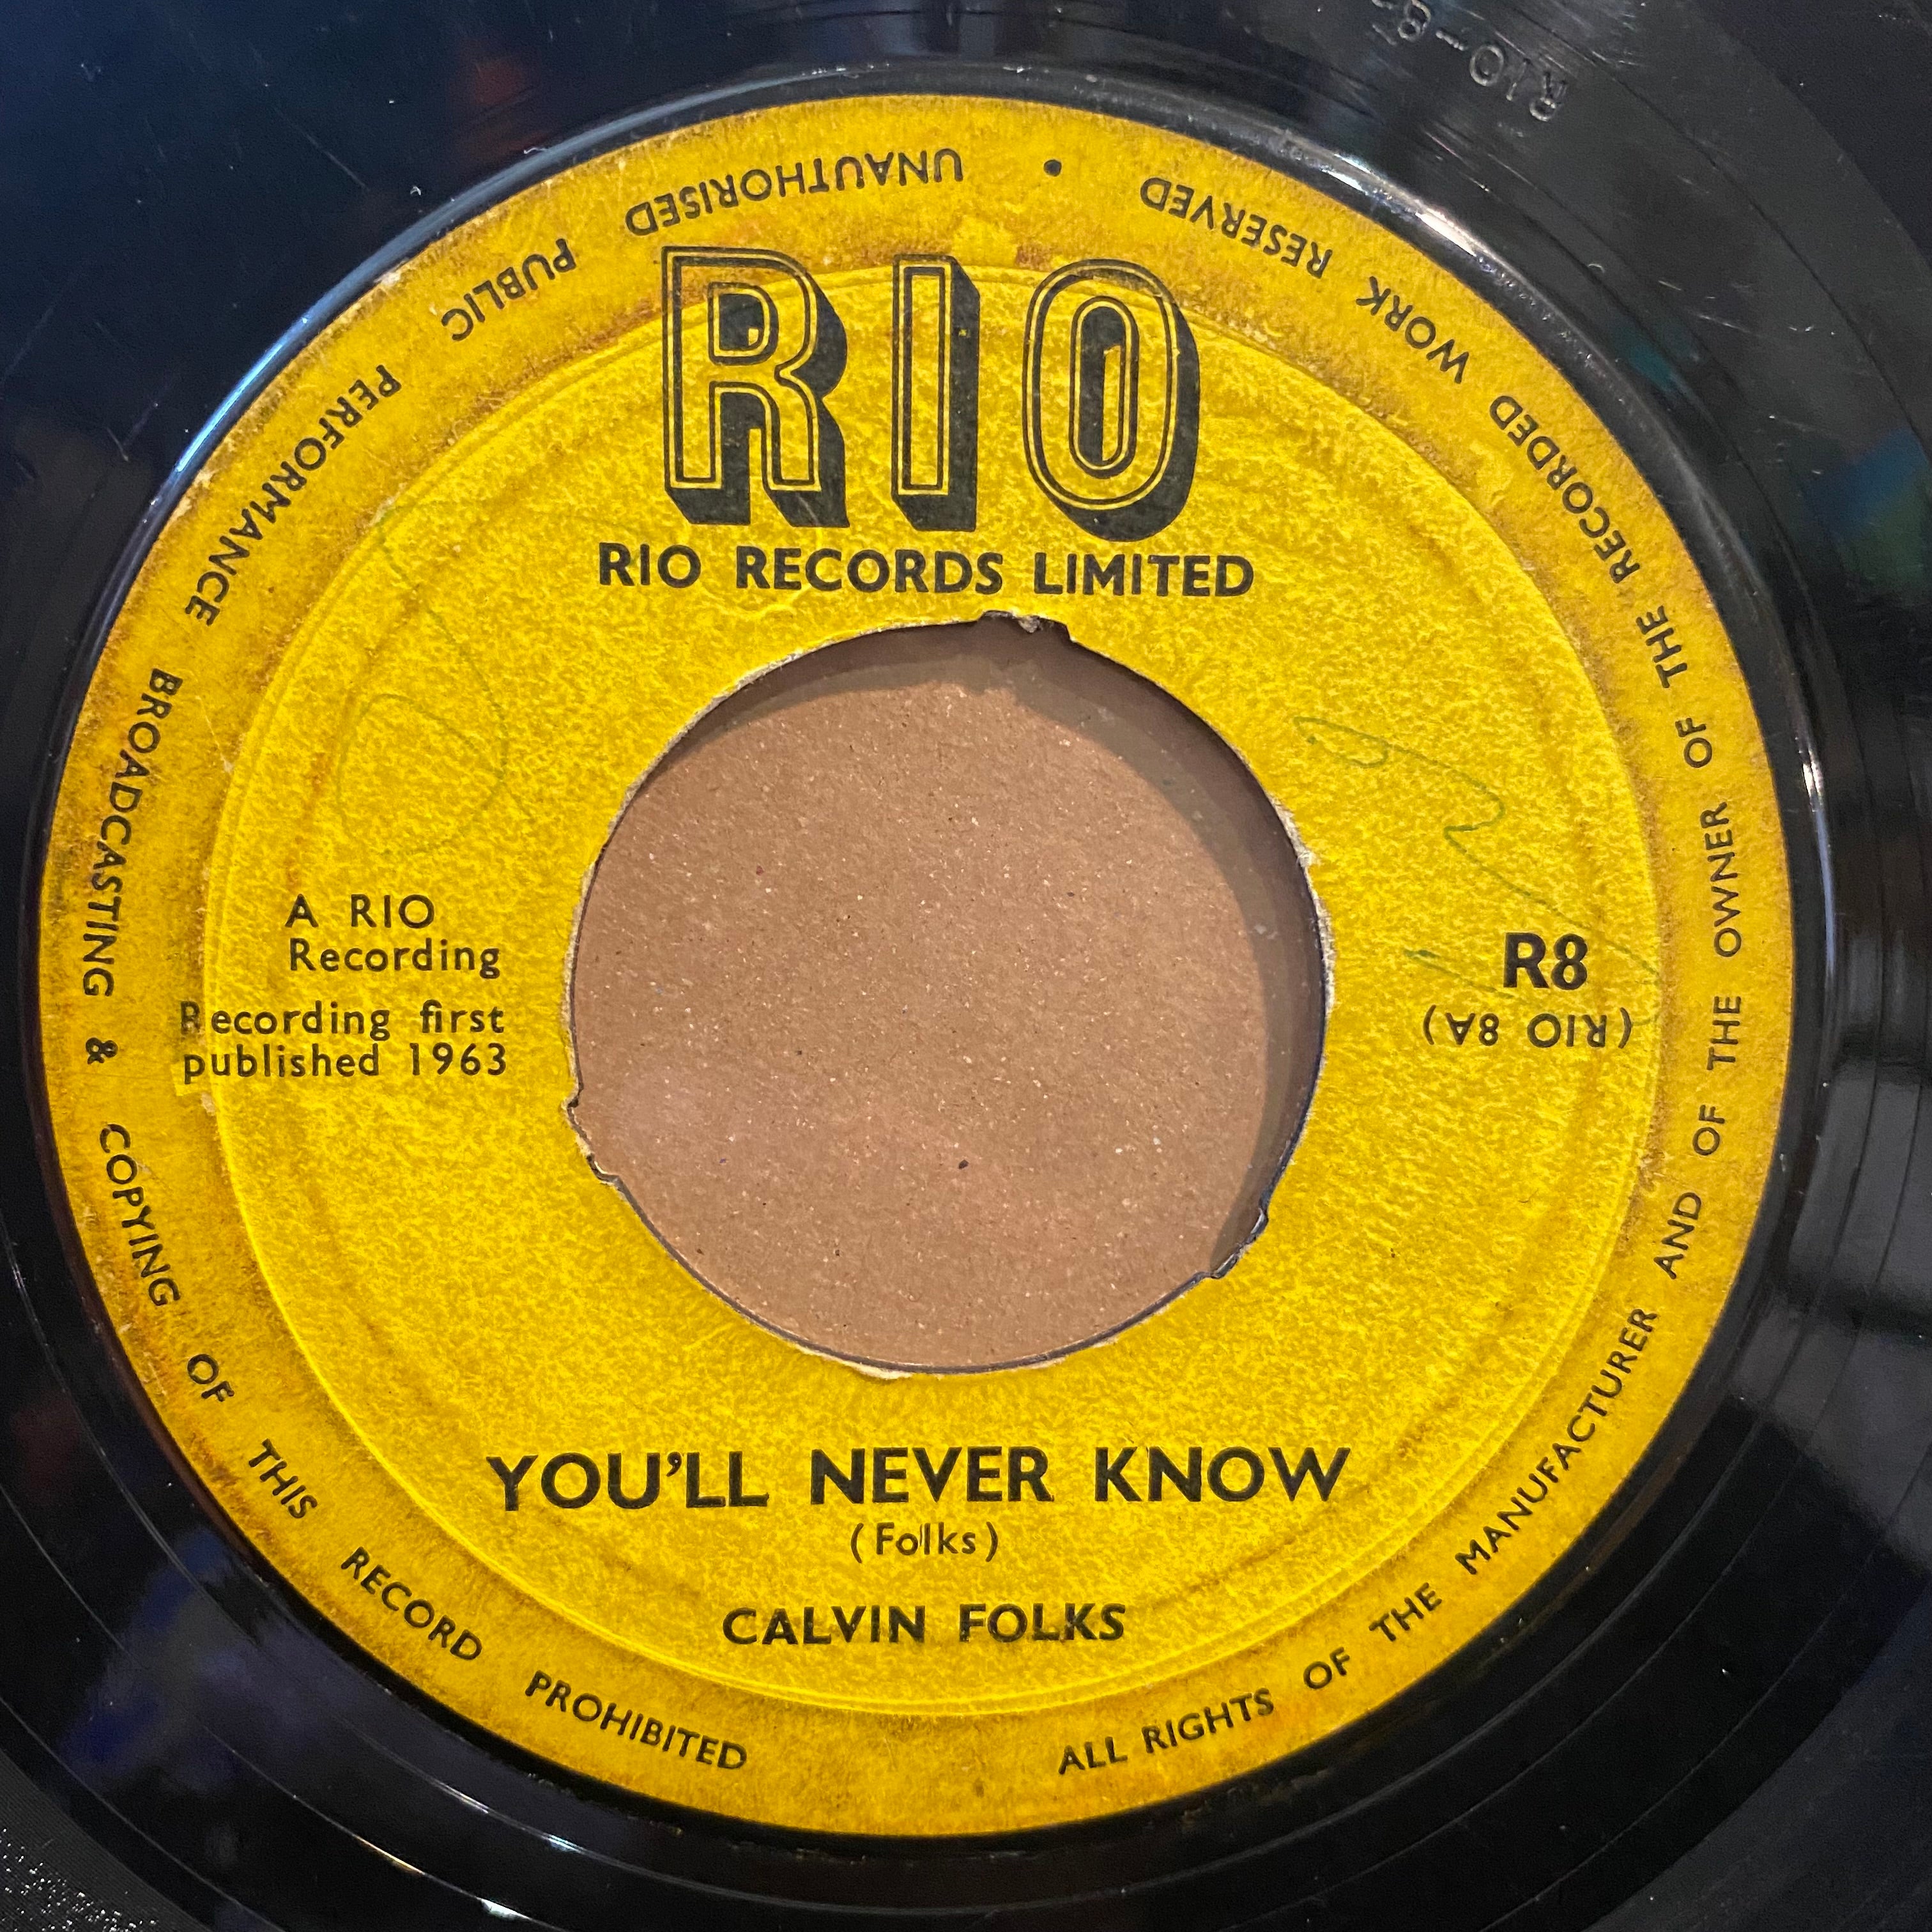 RIO
RIO RECORDS LIMITED
A RIO
Recording
Recording first
published 1963
R8
(RIO 8A)
YOU'LL NEVER KNOW
(Folks)
CALVIN FOLKS
ALL RIGHTS OF THE MANUFACTURER AND OF THE OWNER OF THE RECORDED WORK RESERVED • UNAUTHORISED PUBLIC PERFORMANCE BROADCASTING & COPYING OF THIS RECORD PROHIBITED